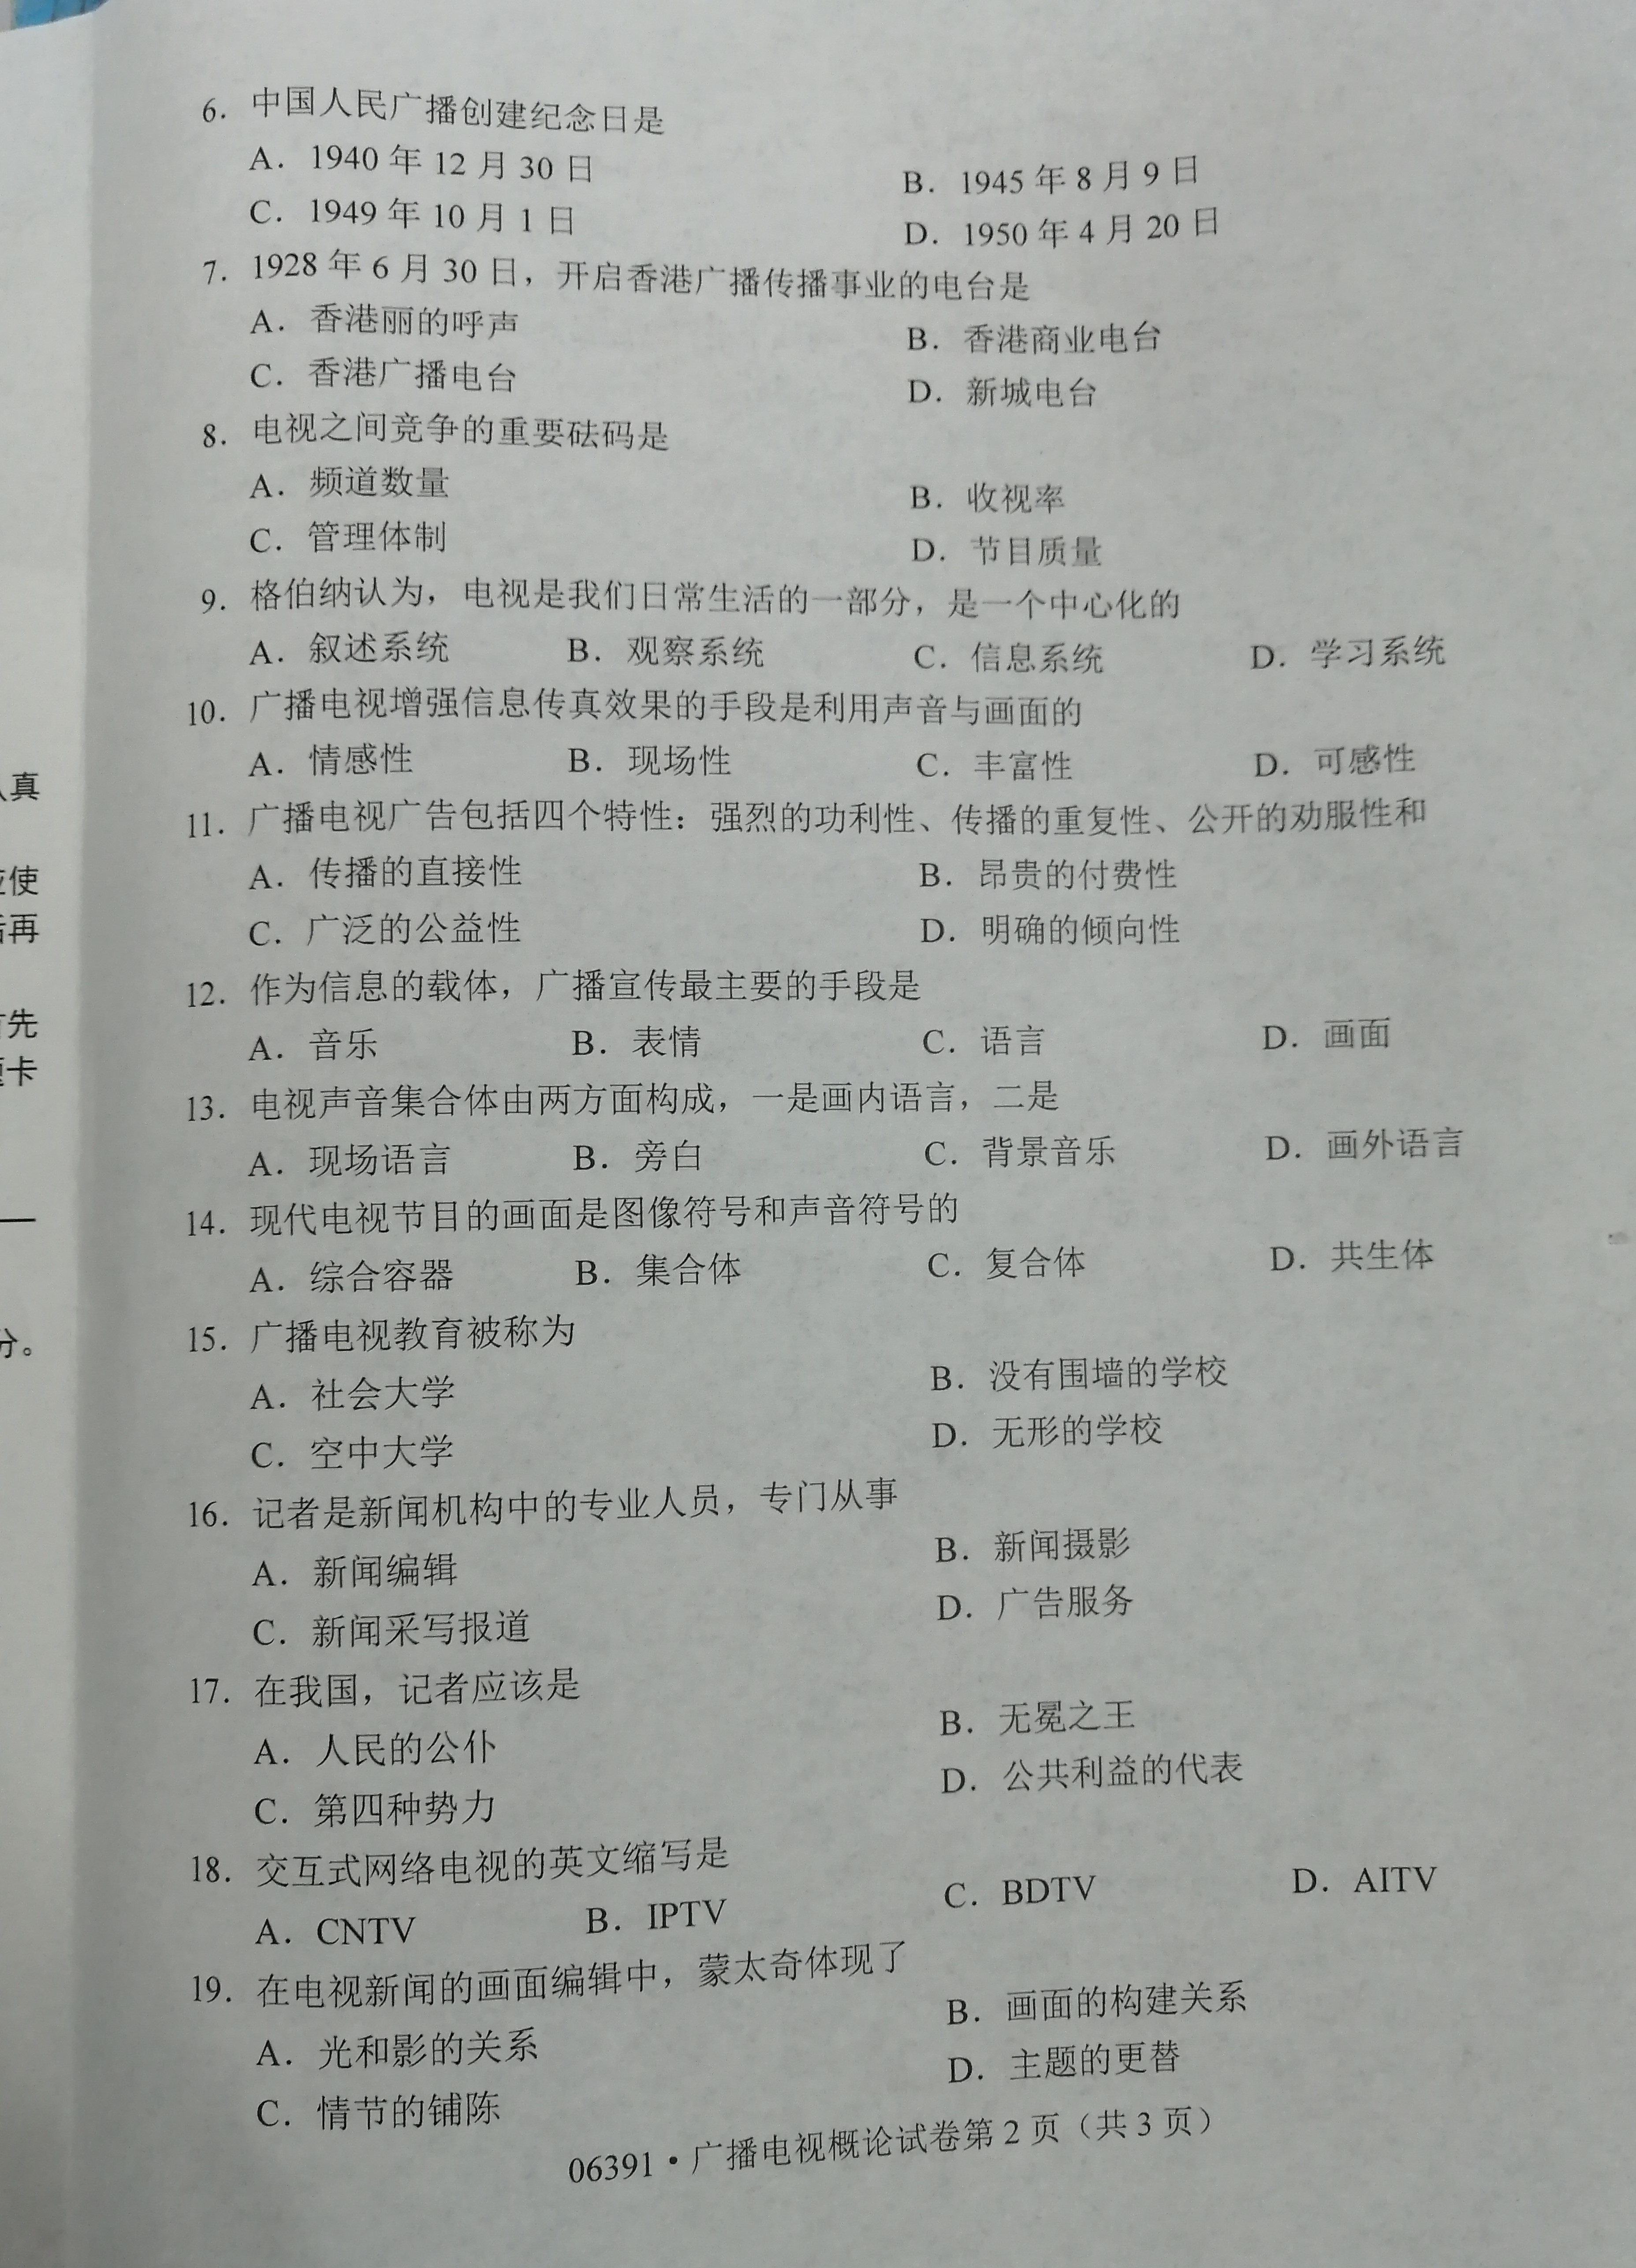 6. 中国人民广播创建纪念日是
A. 1940 年 12 月 30 日
B. 1945 年 8 月 9 日
C. 1949 年 10 月 1 日
D. 1950 年 4 月 20 日
7. 1928 年 6 月 30 日，开启香港广播传播事业的电台是
A. 香港丽的呼声
B. 香港商业电台
C. 香港广播电台
D. 新城电台
8. 电视之间竞争的重要砝码是
A. 频道数量
B. 收视率
C. 管理体制
D. 节目质量
9. 格伯纳认为，电视是我们日常生活的一部分，是一个中心化的
A. 叙述系统 B. 观察系统 C. 信息系统 D. 学习系统
10. 广播电视增强信息传真效果的手段是利用声音与画面的
A. 情感性 B. 现场性 C. 丰富性 D. 可感性
11. 广播电视广告包括四个特性：强烈的功利性、传播的重复性、公开的劝服性和
A. 传播的直接性
B. 昂贵的付费性
C. 广泛的公益性
D. 明确的倾向性
12. 作为信息的载体，广播宣传最主要的手段是
A. 音乐 B. 表情 C. 语言 D. 画面
13. 电视声音集合体由两方面构成，一是画内语言，二是
A. 现场语言 B. 旁白 C. 背景音乐 D. 画外语言
14. 现代电视节目的画面是图像符号和声音符号的
A. 综合容器 B. 集合体 C. 复合体 D. 共生体
15. 广播电视教育被称为
A. 社会大学
B. 没有围墙的学校
C. 空中大学
D. 无形的学校
16. 记者是新闻机构中的专业人员，专门从事
A. 新闻编辑
B. 新闻摄影
C. 新闻采写报道
D. 广告服务
17. 在我国，记者应该是
A. 人民的公仆
B. 无冕之王
C. 第四种势力
D. 公共利益的代表
18. 交互式网络电视的英文缩写是
A. CNTV B. IPTV C. BDTV D. AITV
19. 在电视新闻的画面编辑中，蒙太奇体现了
A. 光和影的关系
B. 画面的构建关系
C. 情节的铺陈
D. 主题的更替
06391·广播电视概论试卷第 2 页（共 3 页）
真
使
再
先
卡
分。